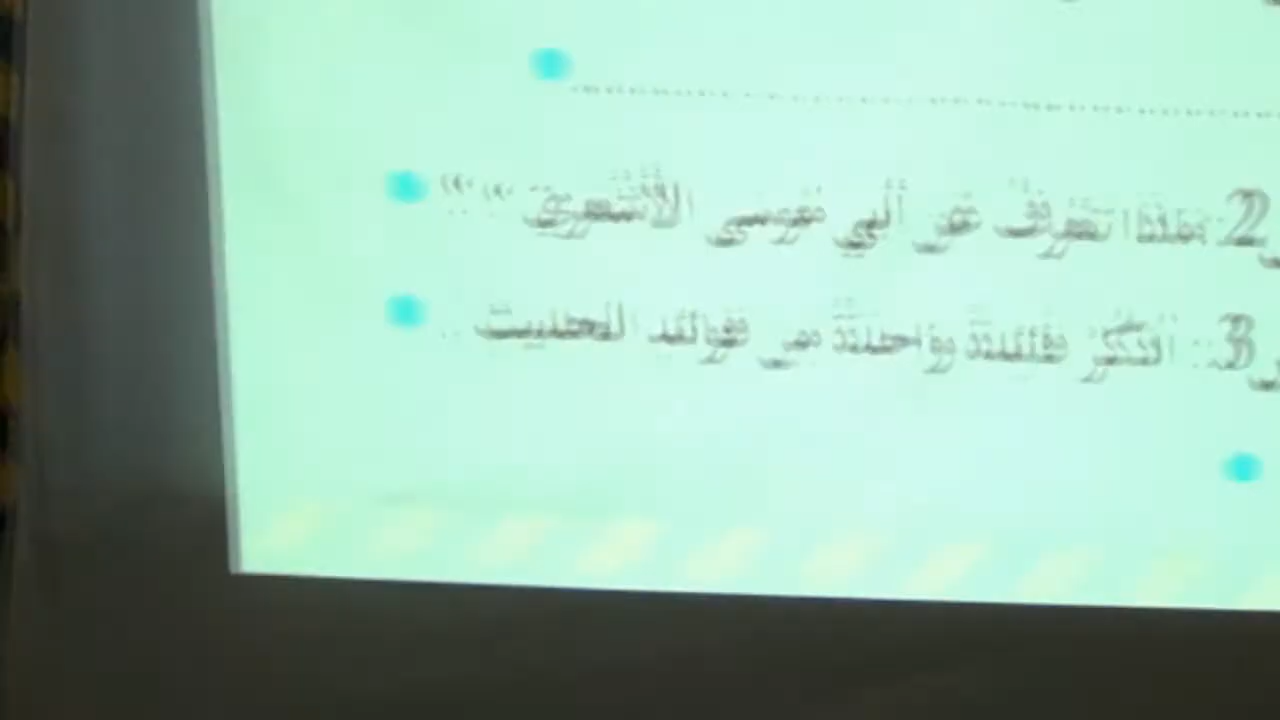 س2: ماذا تعرف عن أبي موسى الأشعري (؟) (؟)
س3: اذكر فائدة واحدة من فوائد الحديث .